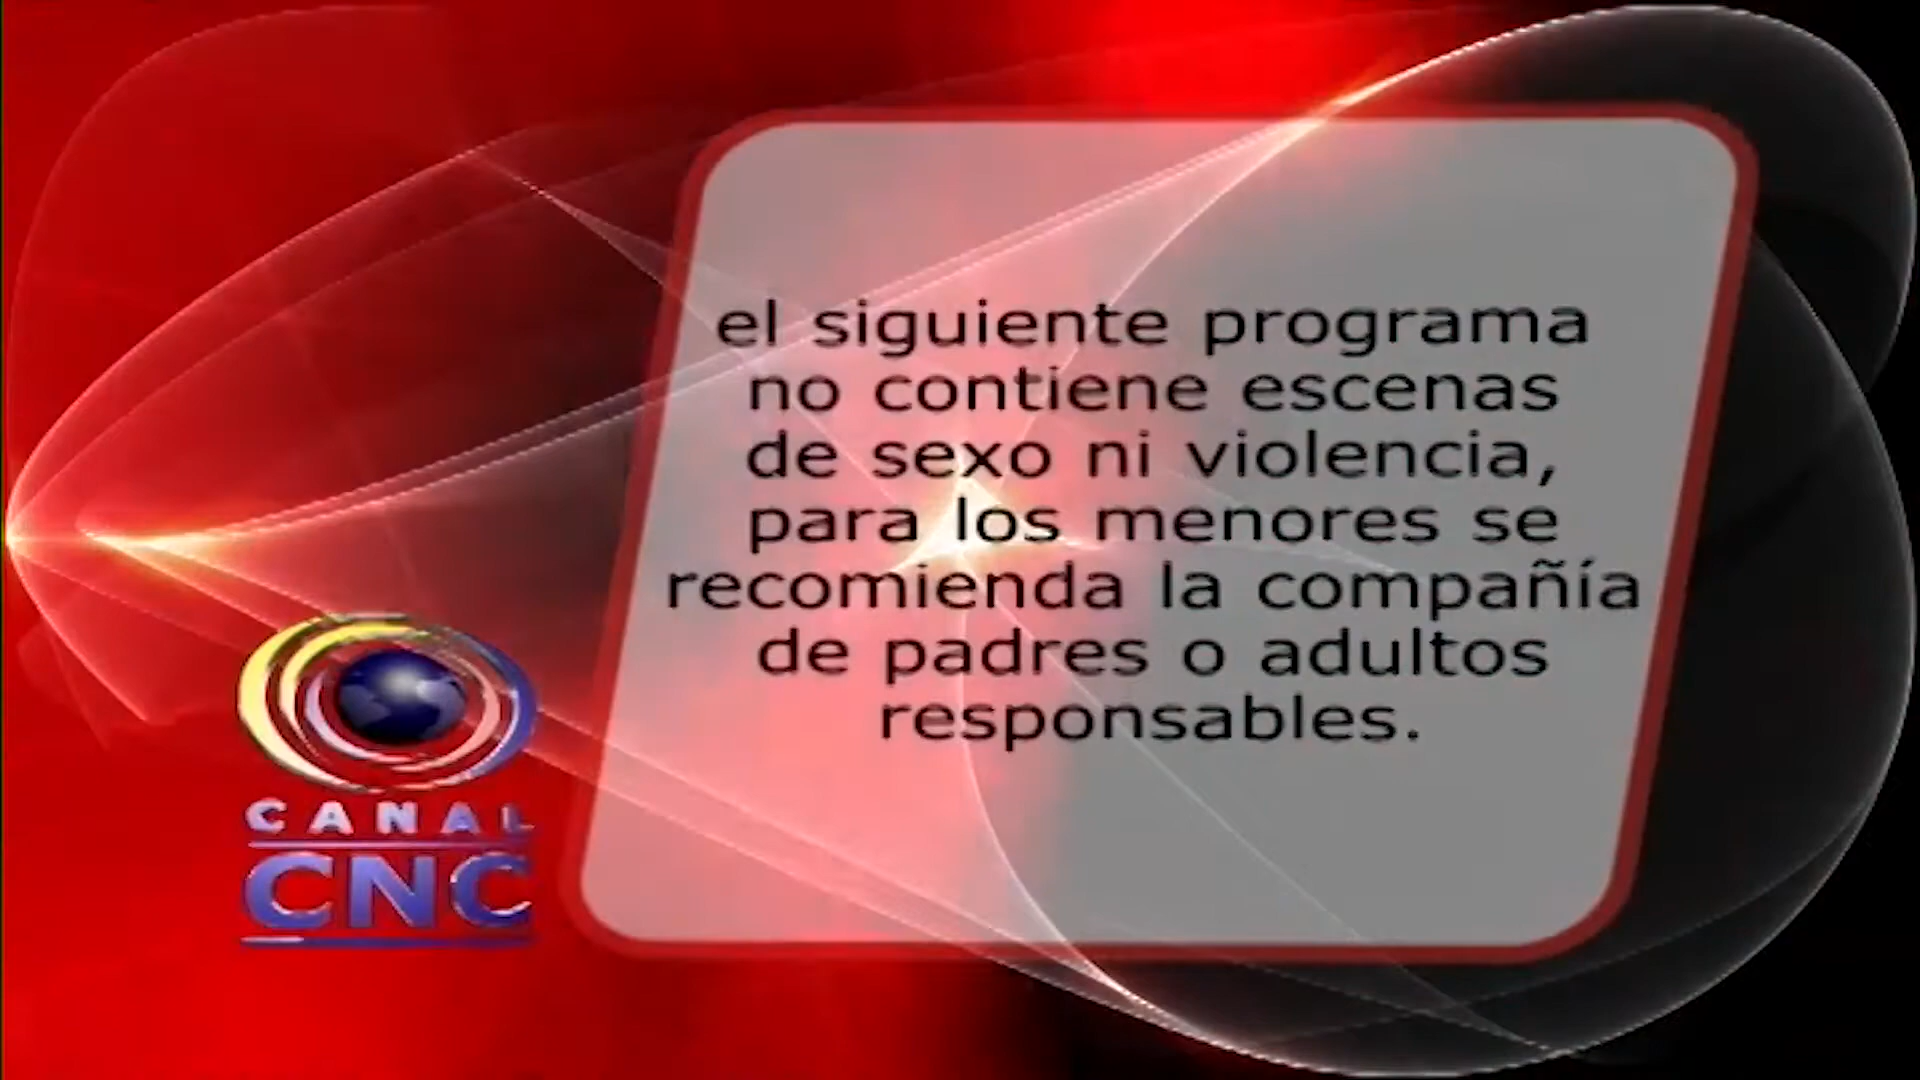 el siguiente programa
no contiene escenas
de sexo ni violencia,
para los menores se
recomienda la compañía
de padres o adultos
responsables.
CANAL
CNC